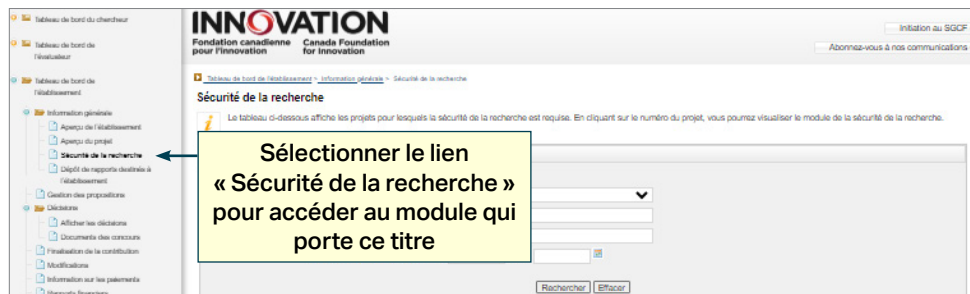 Tableau de bord du chercheur
Tableau de bord de
l'évaluateur
Tableau de bord de
l'établissement
Information générale
Aperçu de l'établissement
Aperçu du projet
Sécurité de la recherche
Dépôt de rapports destinés à
l'établissement
Gestion des propositions
Décisions
Afficher les décisions
Documents des concours
Finalisation de la contribution
Modifications
Information sur les paiements
Rapports financiers
INNOVATION
Fondation canadienne Canada Foundation
pour l'innovation for Innovation
Initiation au SGCF
Abonnez-vous à nos communications
Tableau de bord de l'établissement > Information générale > Sécurité de la recherche
Sécurité de la recherche
Le tableau ci-dessous affiche les projets pour lesquels la sécurité de la recherche est requise. En cliquant sur le numéro du projet, vous pourrez visualiser le module de la sécurité de la recherche.
Sélectionner le lien
« Sécurité de la recherche »
pour accéder au module qui
porte ce titre
Rechercher Effacer